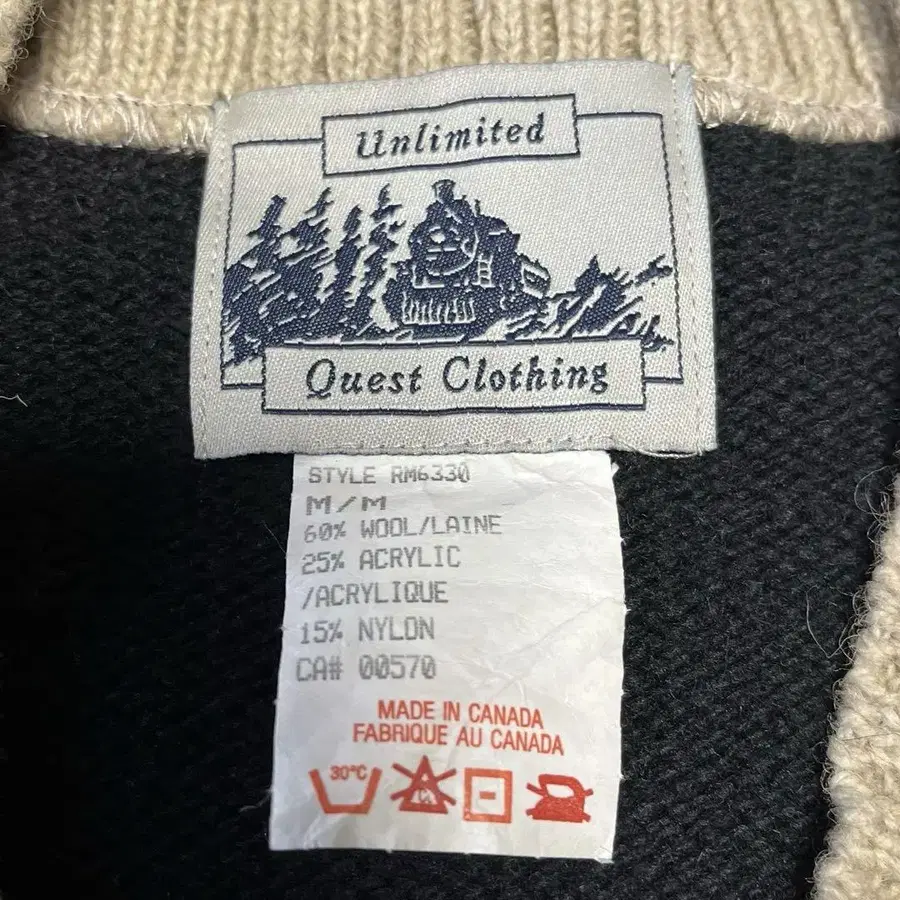 Unlimited
Quest Clothing
STYLE RM6330
M/M
60% WOOL/LAINE
25% ACRYLIC
/ACRYLIQUE
15% NYLON
CA# 00570
MADE IN CANADA
FABRIQUE AU CANADA
30°C
CL